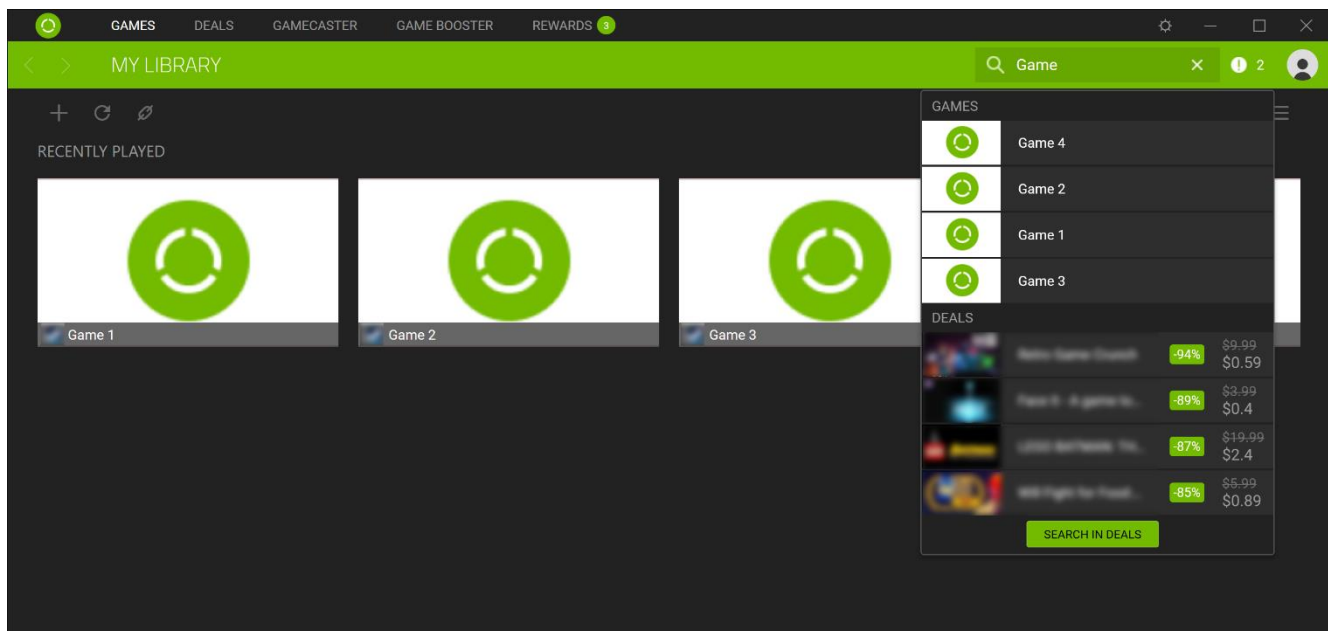 GAMES DEALS GAMECASTER GAME BOOSTER REWARDS 3
MY LIBRARY
Game
2
RECENTLY PLAYED
Game 1
Game 2
Game 3
GAMES
Game 4
Game 2
Game 1
Game 3
DEALS
-94% $9.99
$0.59
-89% $3.99
$0.4
-87% $19.99
$2.4
-85% $5.99
$0.89
SEARCH IN DEALS